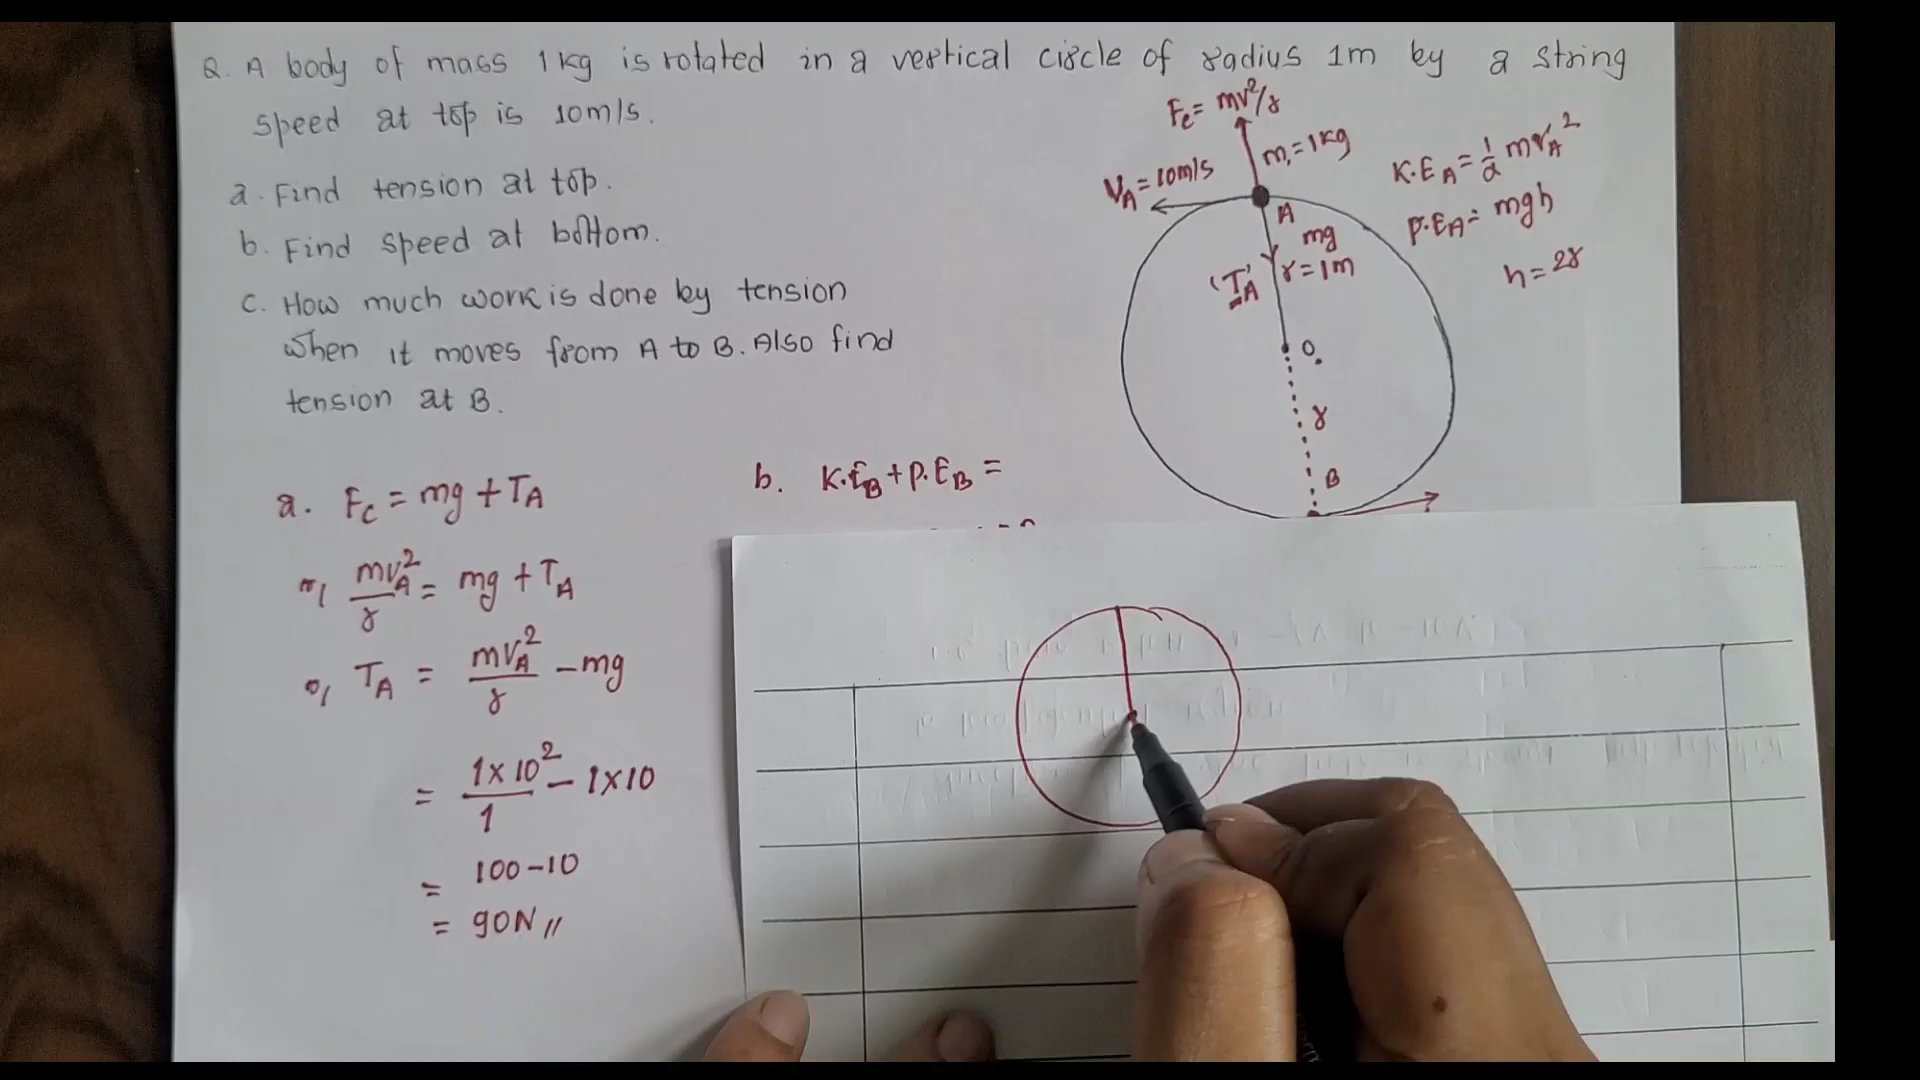 Q. A body of mass 1kg is rotated in a vertical circle of radius 1m by a string
speed at top is 10m/s.
a. Find tension at top.
b. Find speed at bottom.
c. How much work is done by tension
when it moves from A to B. Also find
tension at B.
Fc = mv²/r
m = 1kg
VA = 10m/s
K.EA = 1/2 mvA²
P.EA = mgh
h = 2r
A
mg
'TA'
r = 1m
O
r
B
a. Fc = mg + TA
or, mvA²/r = mg + TA
or, TA = mvA²/r - mg
= 1×10²/1 - 1×10
= 100-10
= 90N //
b. K.EB + P.EB =